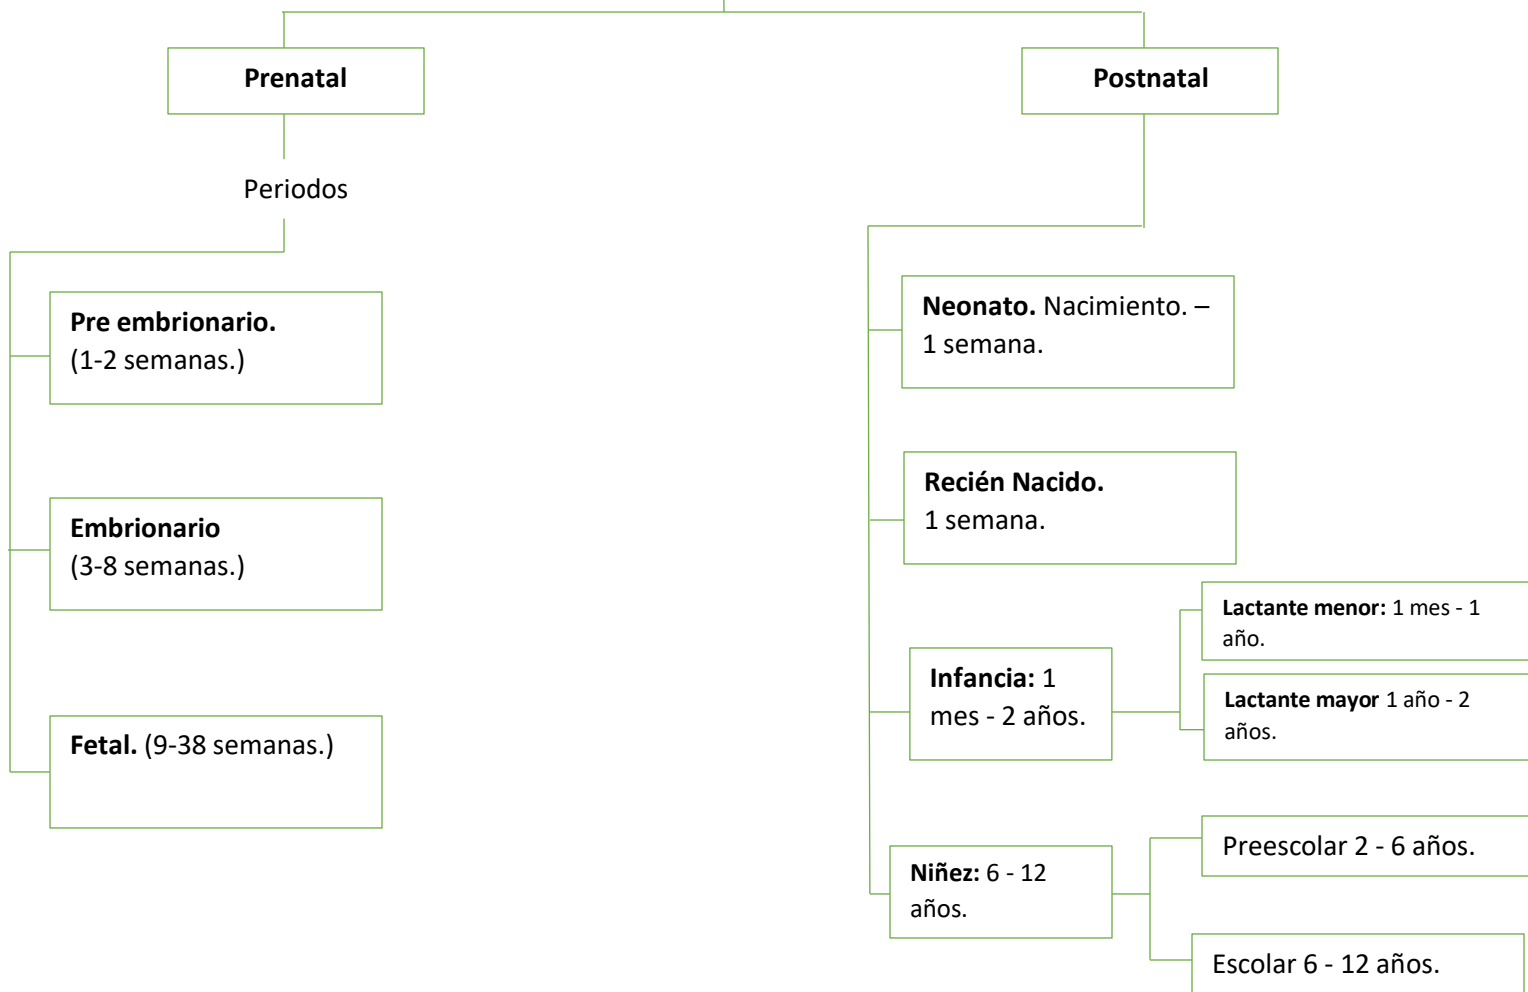 Prenatal
Postnatal
Periodos
Pre embrionario.
(1-2 semanas.)
Embrionario
(3-8 semanas.)
Fetal. (9-38 semanas.)
Neonato. Nacimiento. –
1 semana.
Recién Nacido.
1 semana.
Infancia: 1
mes - 2 años.
Lactante menor: 1 mes - 1
año.
Lactante mayor 1 año - 2
años.
Niñez: 6 - 12
años.
Preescolar 2 - 6 años.
Escolar 6 - 12 años.